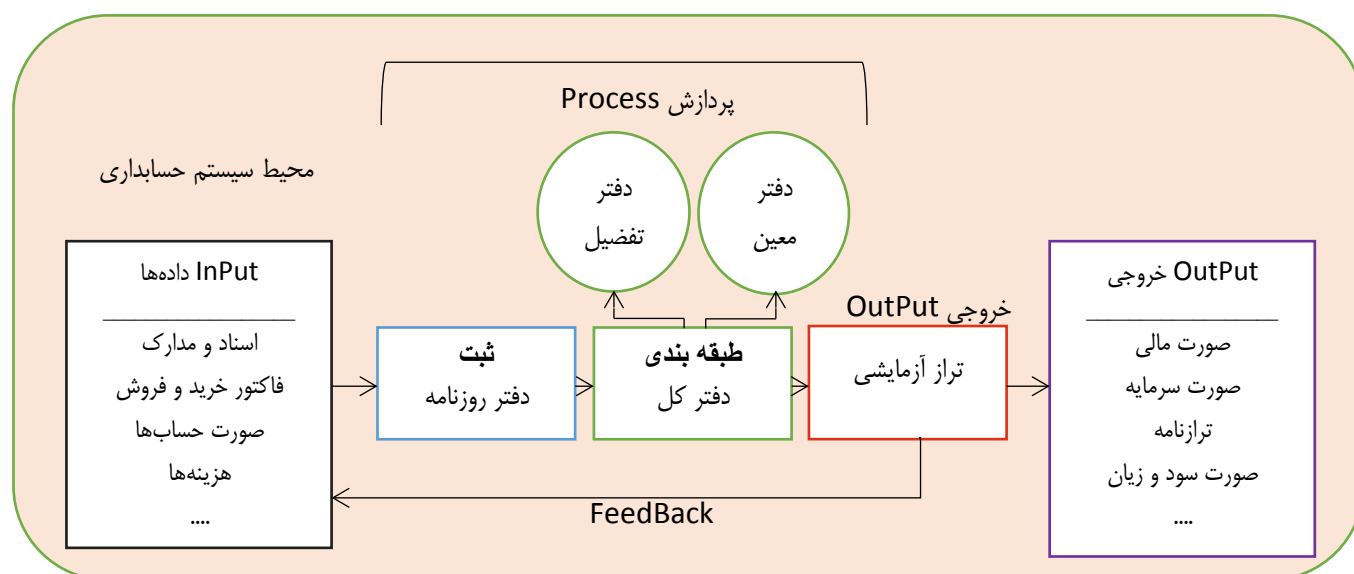 پردازش Process
محیط سیستم حسابداری
دفتر
تفضیل
دفتر
معین
InPut داده‌ها
____________________
اسناد و مدارک
فاکتور خرید و فروش
صورت حساب‌ها
هزینه‌ها
....
ثبت
دفتر روزنامه
طبقه بندی
دفتر کل
خروجی OutPut
تراز آزمایشی
OutPut خروجی
____________________
صورت مالی
صورت سرمایه
ترازنامه
صورت سود و زیان
....
FeedBack